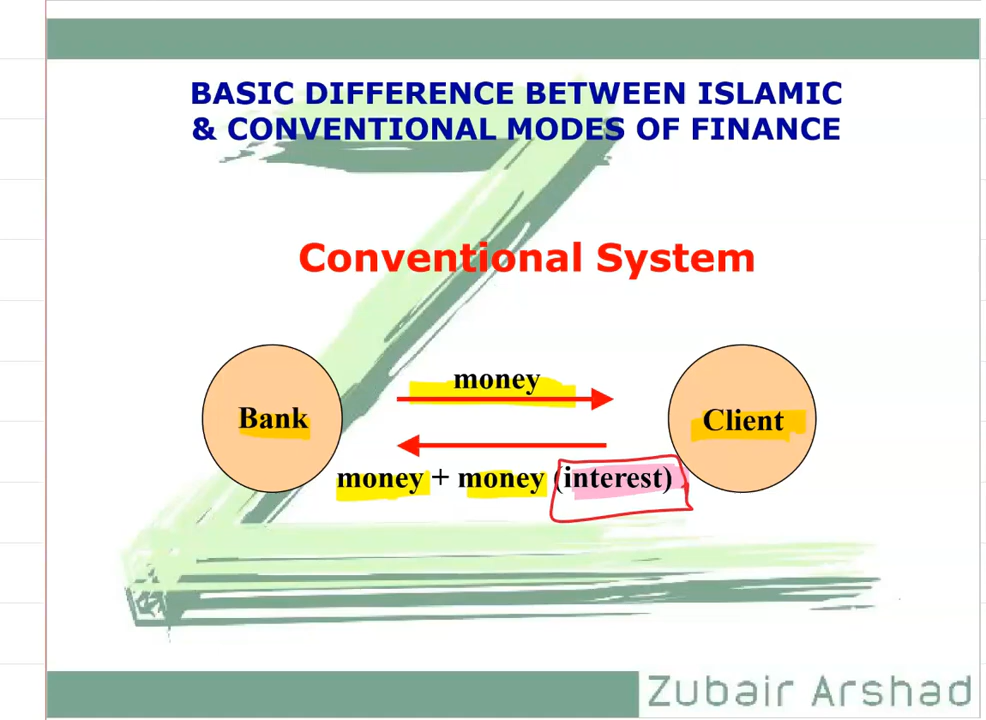 BASIC DIFFERENCE BETWEEN ISLAMIC
& CONVENTIONAL MODES OF FINANCE
Conventional System
money
Bank
Client
money + money (interest)
Zubair Arshad